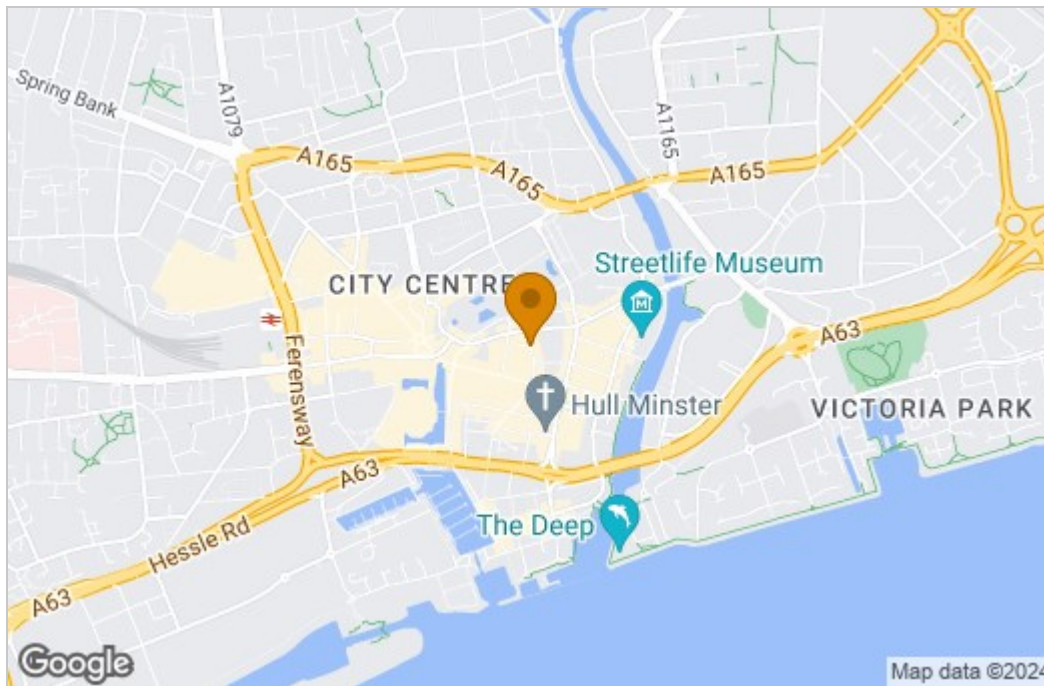 Spring Bank
A1079
A1165
A165
A165
A165
CITY CENTRE
Streetlife Museum
M
A63
Ferensway
Hull Minster
VICTORIA PARK
A63
The Deep
Hessle Rd
A63
Google
Map data ©2024